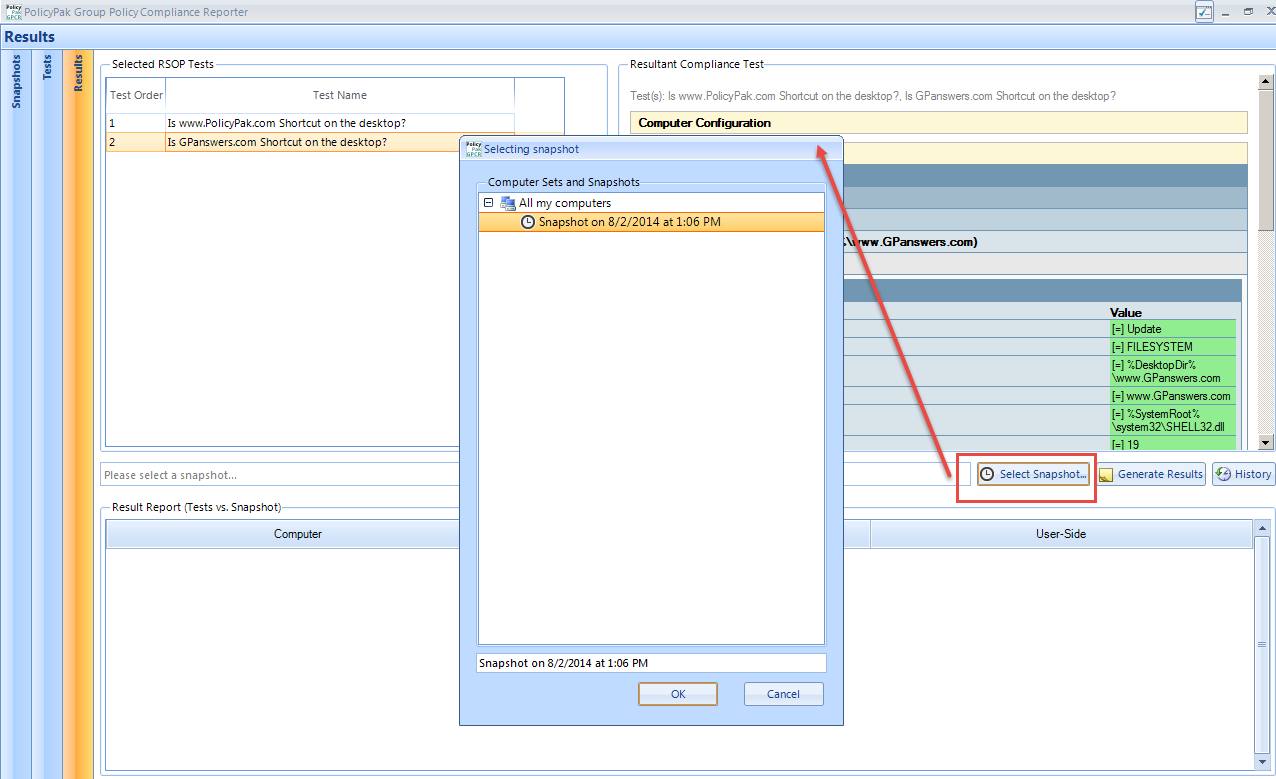 PolicyPak Group Policy Compliance Reporter
Results
Snapshots
Tests
Results
Selected RSOP Tests
Test Order
Test Name
1
Is www.PolicyPak.com Shortcut on the desktop?
2
Is GPanswers.com Shortcut on the desktop?
Resultant Compliance Test
Test(s): Is www.PolicyPak.com Shortcut on the desktop?, Is GPanswers.com Shortcut on the desktop?
Computer Configuration
\www.GPanswers.com)
Value
[=] Update
[=] FILESYSTEM
[=] %DesktopDir%
\www.GPanswers.com
[=] www.GPanswers.com
[=] %SystemRoot%
\system32\SHELL32.dll
[=] 19
Policy
Pak
GPCR
Selecting snapshot
Computer Sets and Snapshots
All my computers
Snapshot on 8/2/2014 at 1:06 PM
Snapshot on 8/2/2014 at 1:06 PM
OK
Cancel
Please select a snapshot...
Select Snapshot...
Generate Results
History
Result Report (Tests vs. Snapshot)
Computer
User-Side